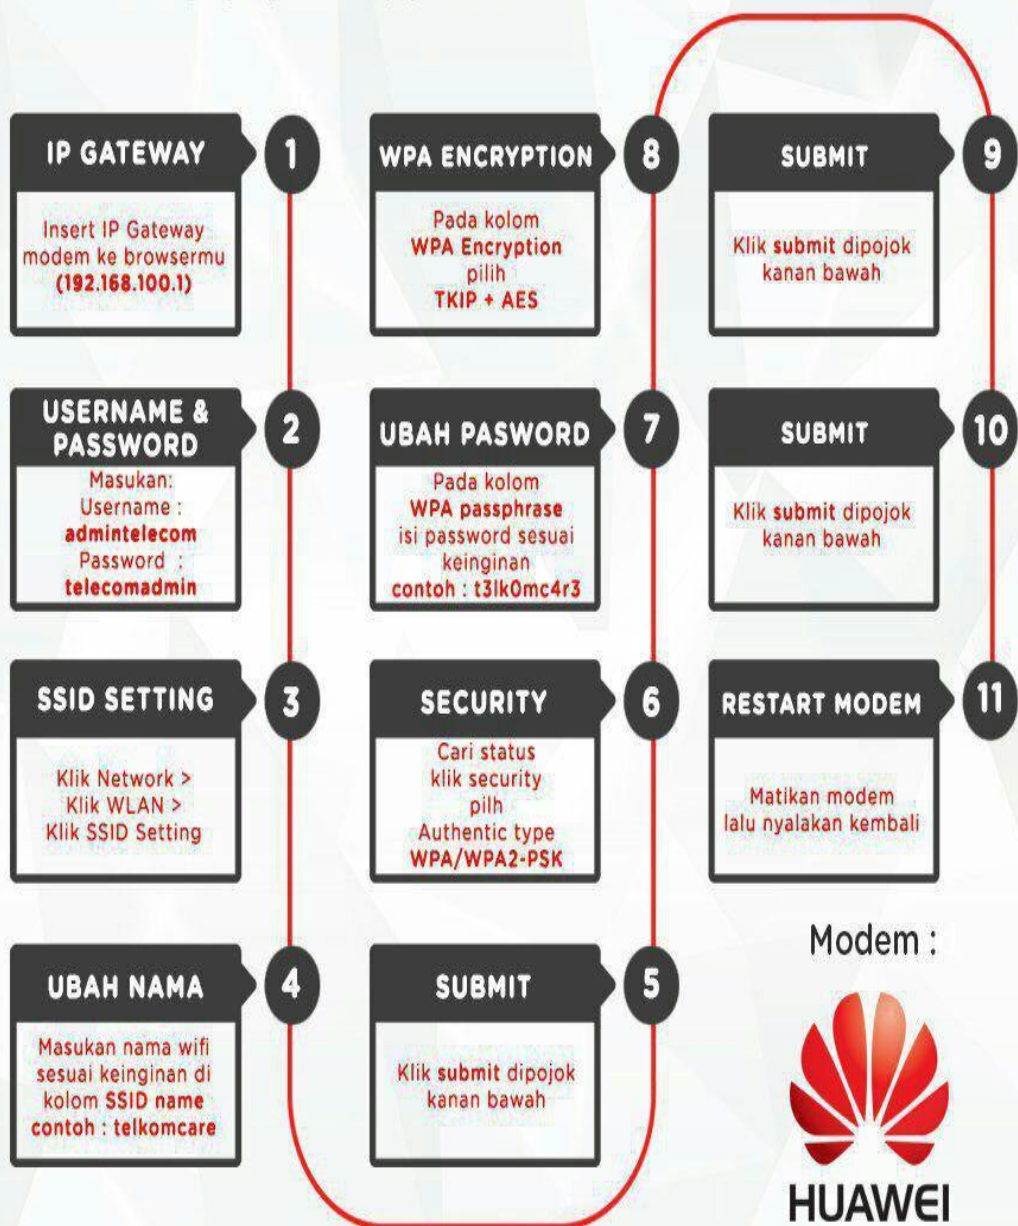 IP GATEWAY
1
Insert IP Gateway
modem ke browsermu
(192.168.100.1)
USERNAME &
PASSWORD
2
Masukan:
Username :
admintelecom
Password :
telecomadmin
SSID SETTING
3
Klik Network >
Klik WLAN >
Klik SSID Setting
UBAH NAMA
4
Masukan nama wifi
sesuai keinginan di
kolom SSID name
contoh : telkomcare
SUBMIT
5
Klik submit dipojok
kanan bawah
SECURITY
6
Cari status
klik security
pilh
Authentic type
WPA/WPA2-PSK
UBAH PASWORD
7
Pada kolom
WPA passphrase
isi password sesuai
keinginan
contoh : t3lk0mc4r3
WPA ENCRYPTION
8
Pada kolom
WPA Encryption
pilih
TKIP + AES
SUBMIT
9
Klik submit dipojok
kanan bawah
SUBMIT
10
Klik submit dipojok
kanan bawah
RESTART MODEM
11
Matikan modem
lalu nyalakan kembali
Modem :
HUAWEI